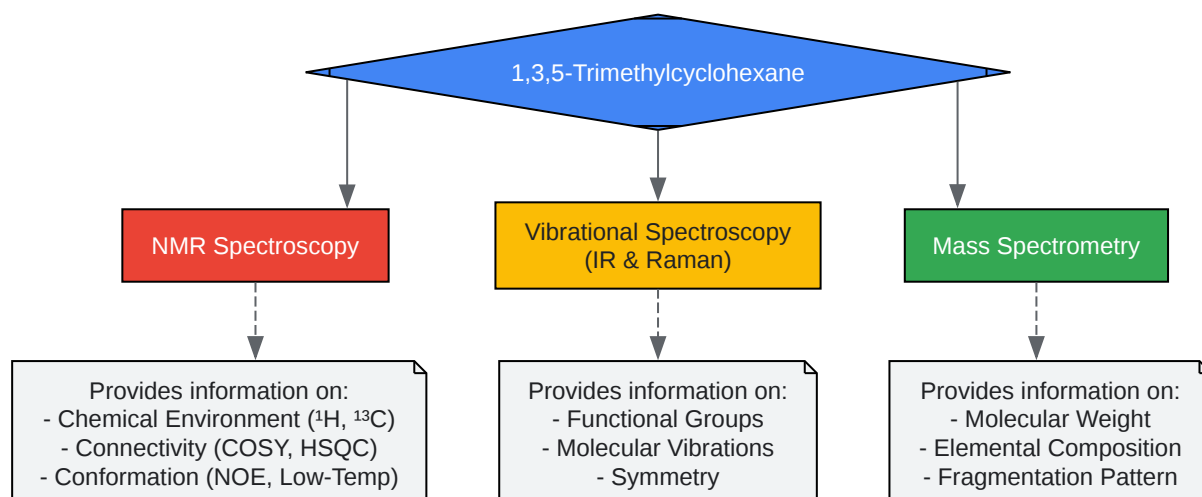 1,3,5-Trimethylcyclohexane
NMR Spectroscopy
Vibrational Spectroscopy
(IR & Raman)
Mass Spectrometry
Provides information on:
- Chemical Environment (¹H, ¹³C)
- Connectivity (COSY, HSQC)
- Conformation (NOE, Low-Temp)
Provides information on:
- Functional Groups
- Molecular Vibrations
- Symmetry
Provides information on:
- Molecular Weight
- Elemental Composition
- Fragmentation Pattern